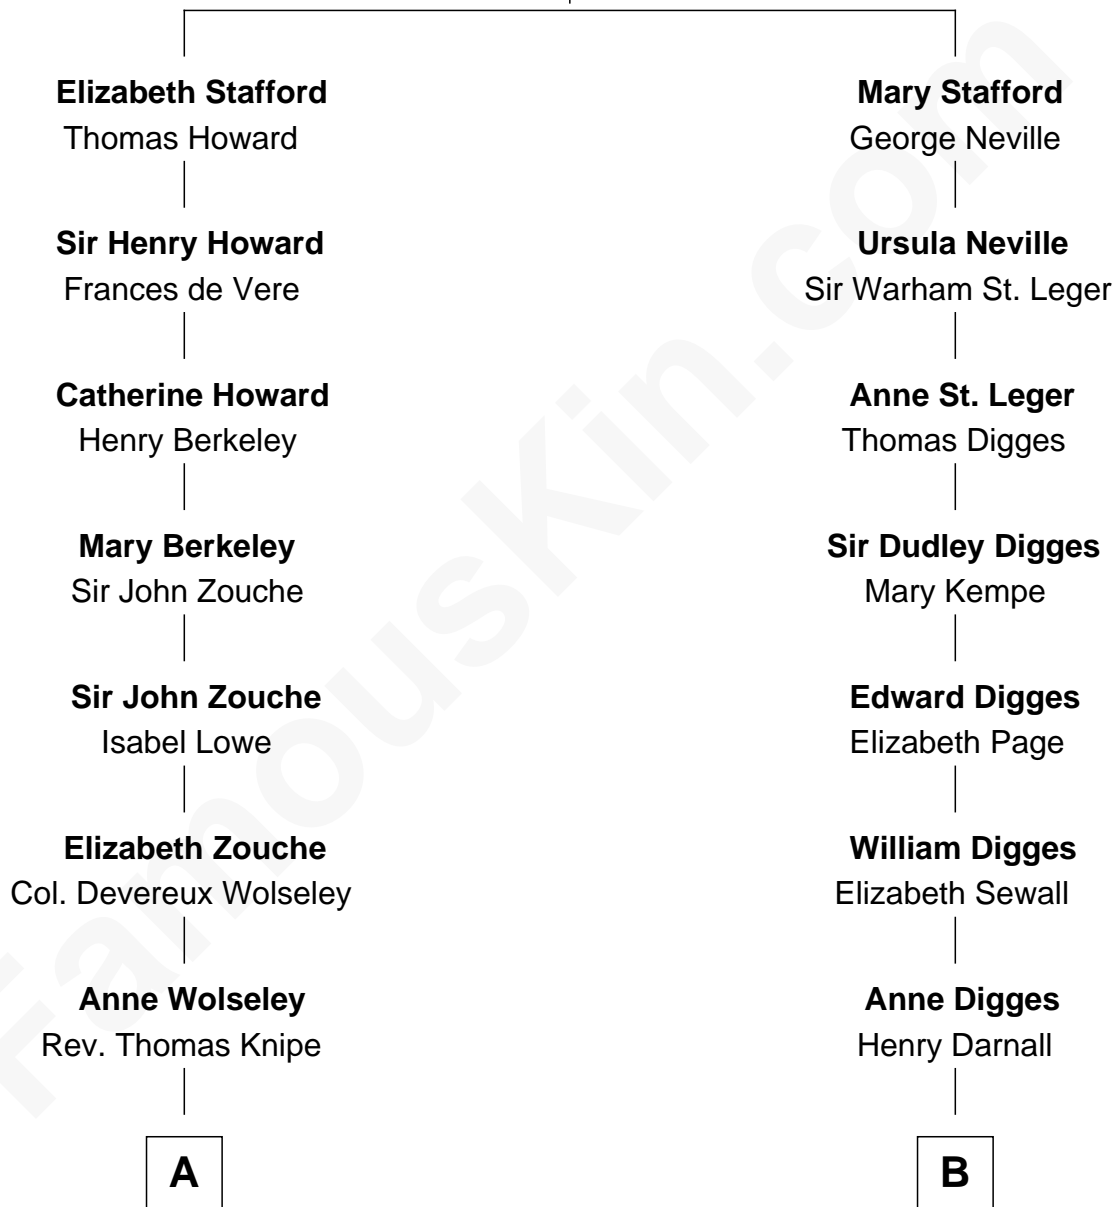 Elizabeth Stafford
Thomas Howard
Sir Henry Howard
Frances de Vere
Catherine Howard
Henry Berkeley
Mary Berkeley
Sir John Zouche
Sir John Zouche
Isabel Lowe
Elizabeth Zouche
Col. Devereux Wolseley
Anne Wolseley
Rev. Thomas Knipe
A
Mary Stafford
George Neville
Ursula Neville
Sir Warham St. Leger
Anne St. Leger
Thomas Digges
Sir Dudley Digges
Mary Kempe
Edward Digges
Elizabeth Page
William Digges
Elizabeth Sewall
Anne Digges
Henry Darnall
B
FamousKin.com